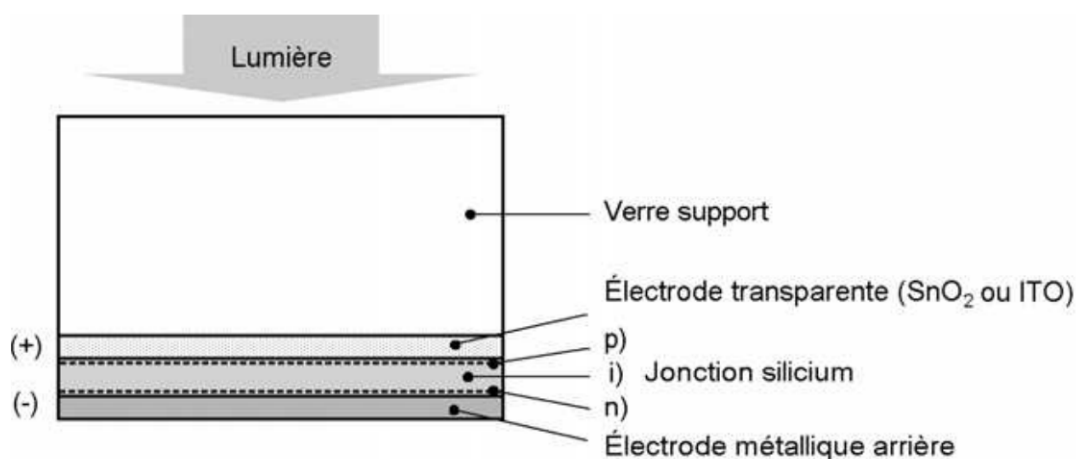 Lumière
Verre support
Électrode transparente (SnO₂ ou ITO)
(+)
p)
i) Jonction silicium
(-)
n)
Électrode métallique arrière